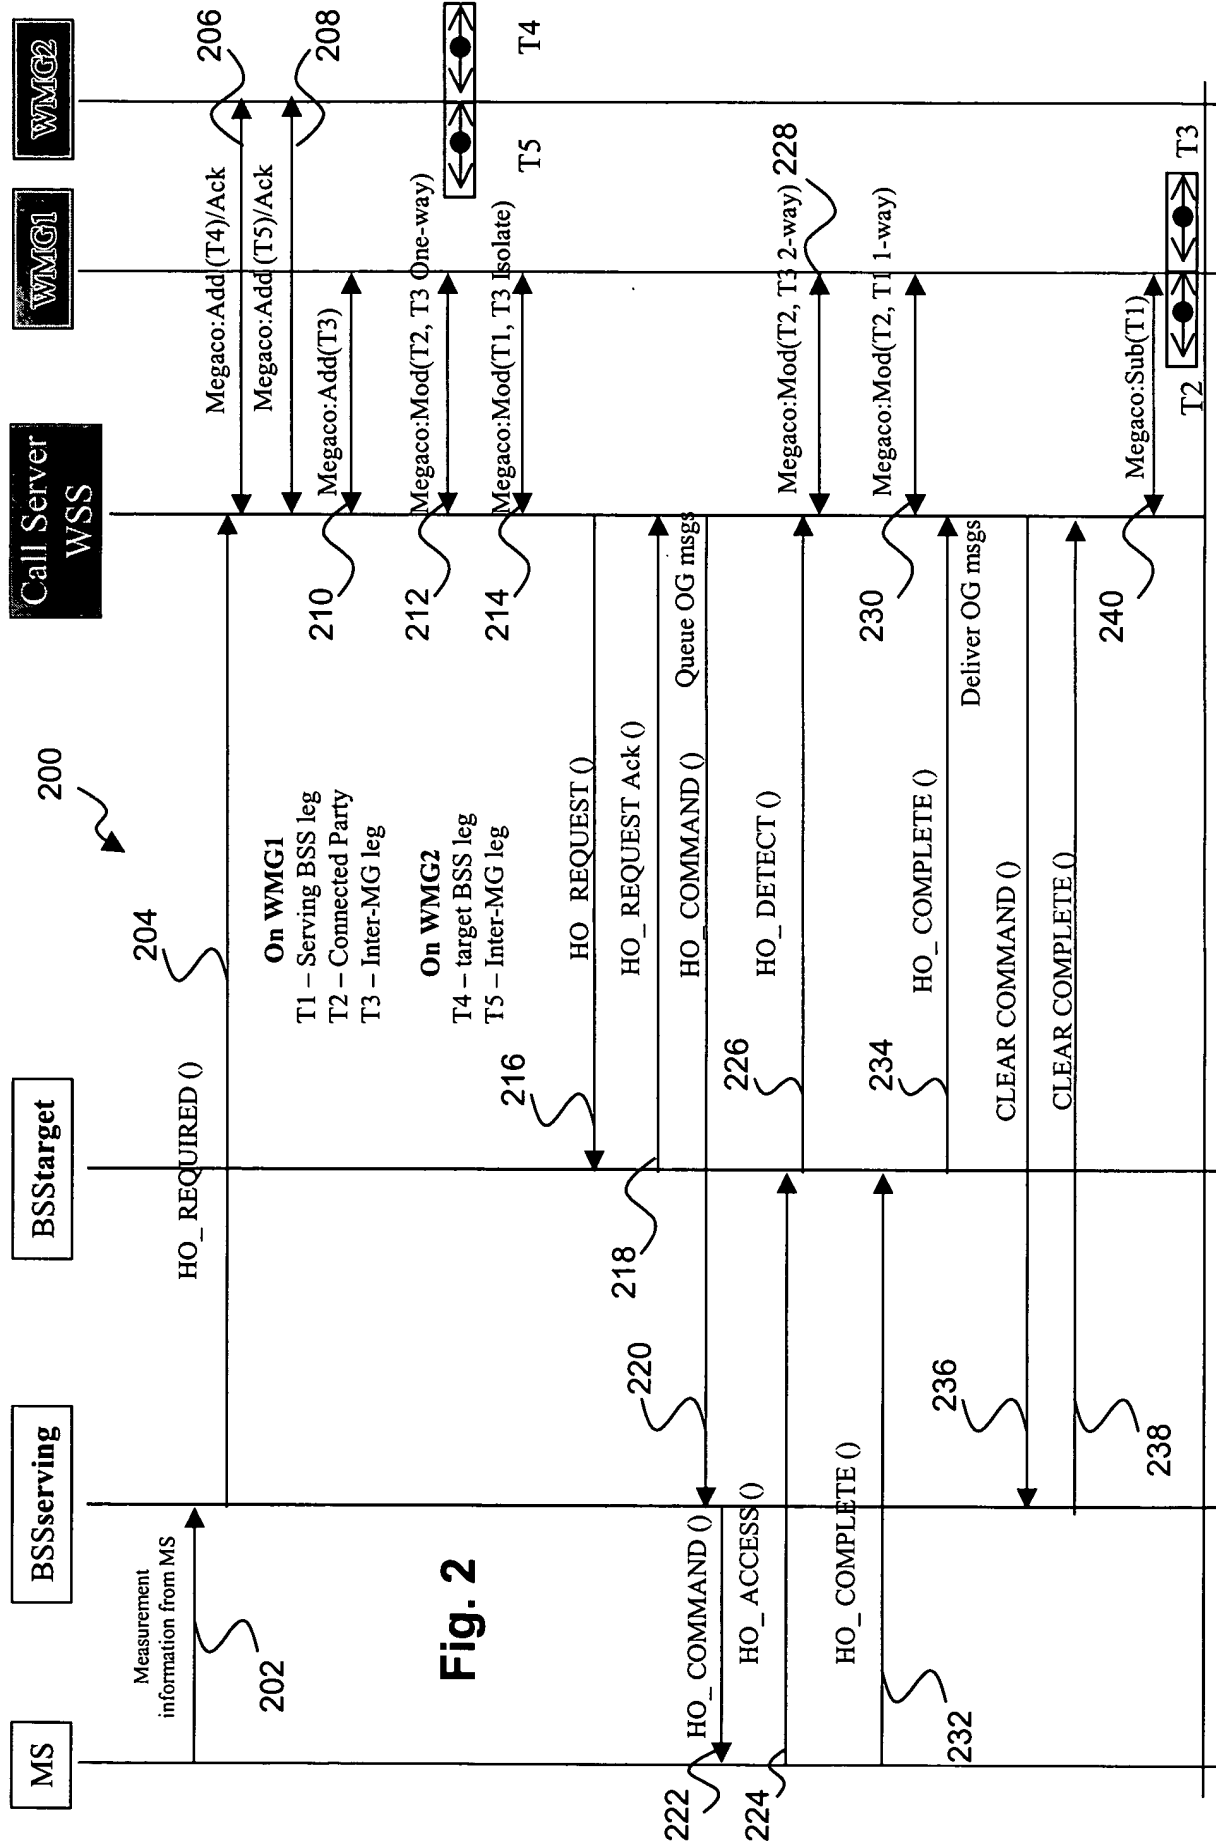 MS
BSSserving
BSStarget
Call Server
WSS
WMG1
WMG2
200
Measurement
information from MS
202
HO_REQUIRED ()
204
Megaco:Add (T4)/Ack
206
Megaco:Add (T5)/Ack
208
On WMG1
T1 – Serving BSS leg
T2 – Connected Party
T3 – Inter-MG leg
On WMG2
T4 – target BSS leg
T5 – Inter-MG leg
Megaco:Add(T3)
210
Megaco:Mod(T2, T3 One-way)
212
Megaco:Mod(T1, T3 Isolate)
214
T5
T4
HO_REQUEST ()
216
HO_REQUEST Ack ()
218
Queue OG msgs
HO_COMMAND ()
220
HO_COMMAND ()
222
HO_ACCESS ()
224
HO_DETECT ()
226
Megaco:Mod(T2, T3 2-way)
228
Megaco:Mod(T2, T1 1-way)
230
HO_COMPLETE ()
232
HO_COMPLETE ()
234
Deliver OG msgs
CLEAR COMMAND ()
236
CLEAR COMPLETE ()
238
Megaco:Sub(T1)
240
T2
T3
Fig. 2